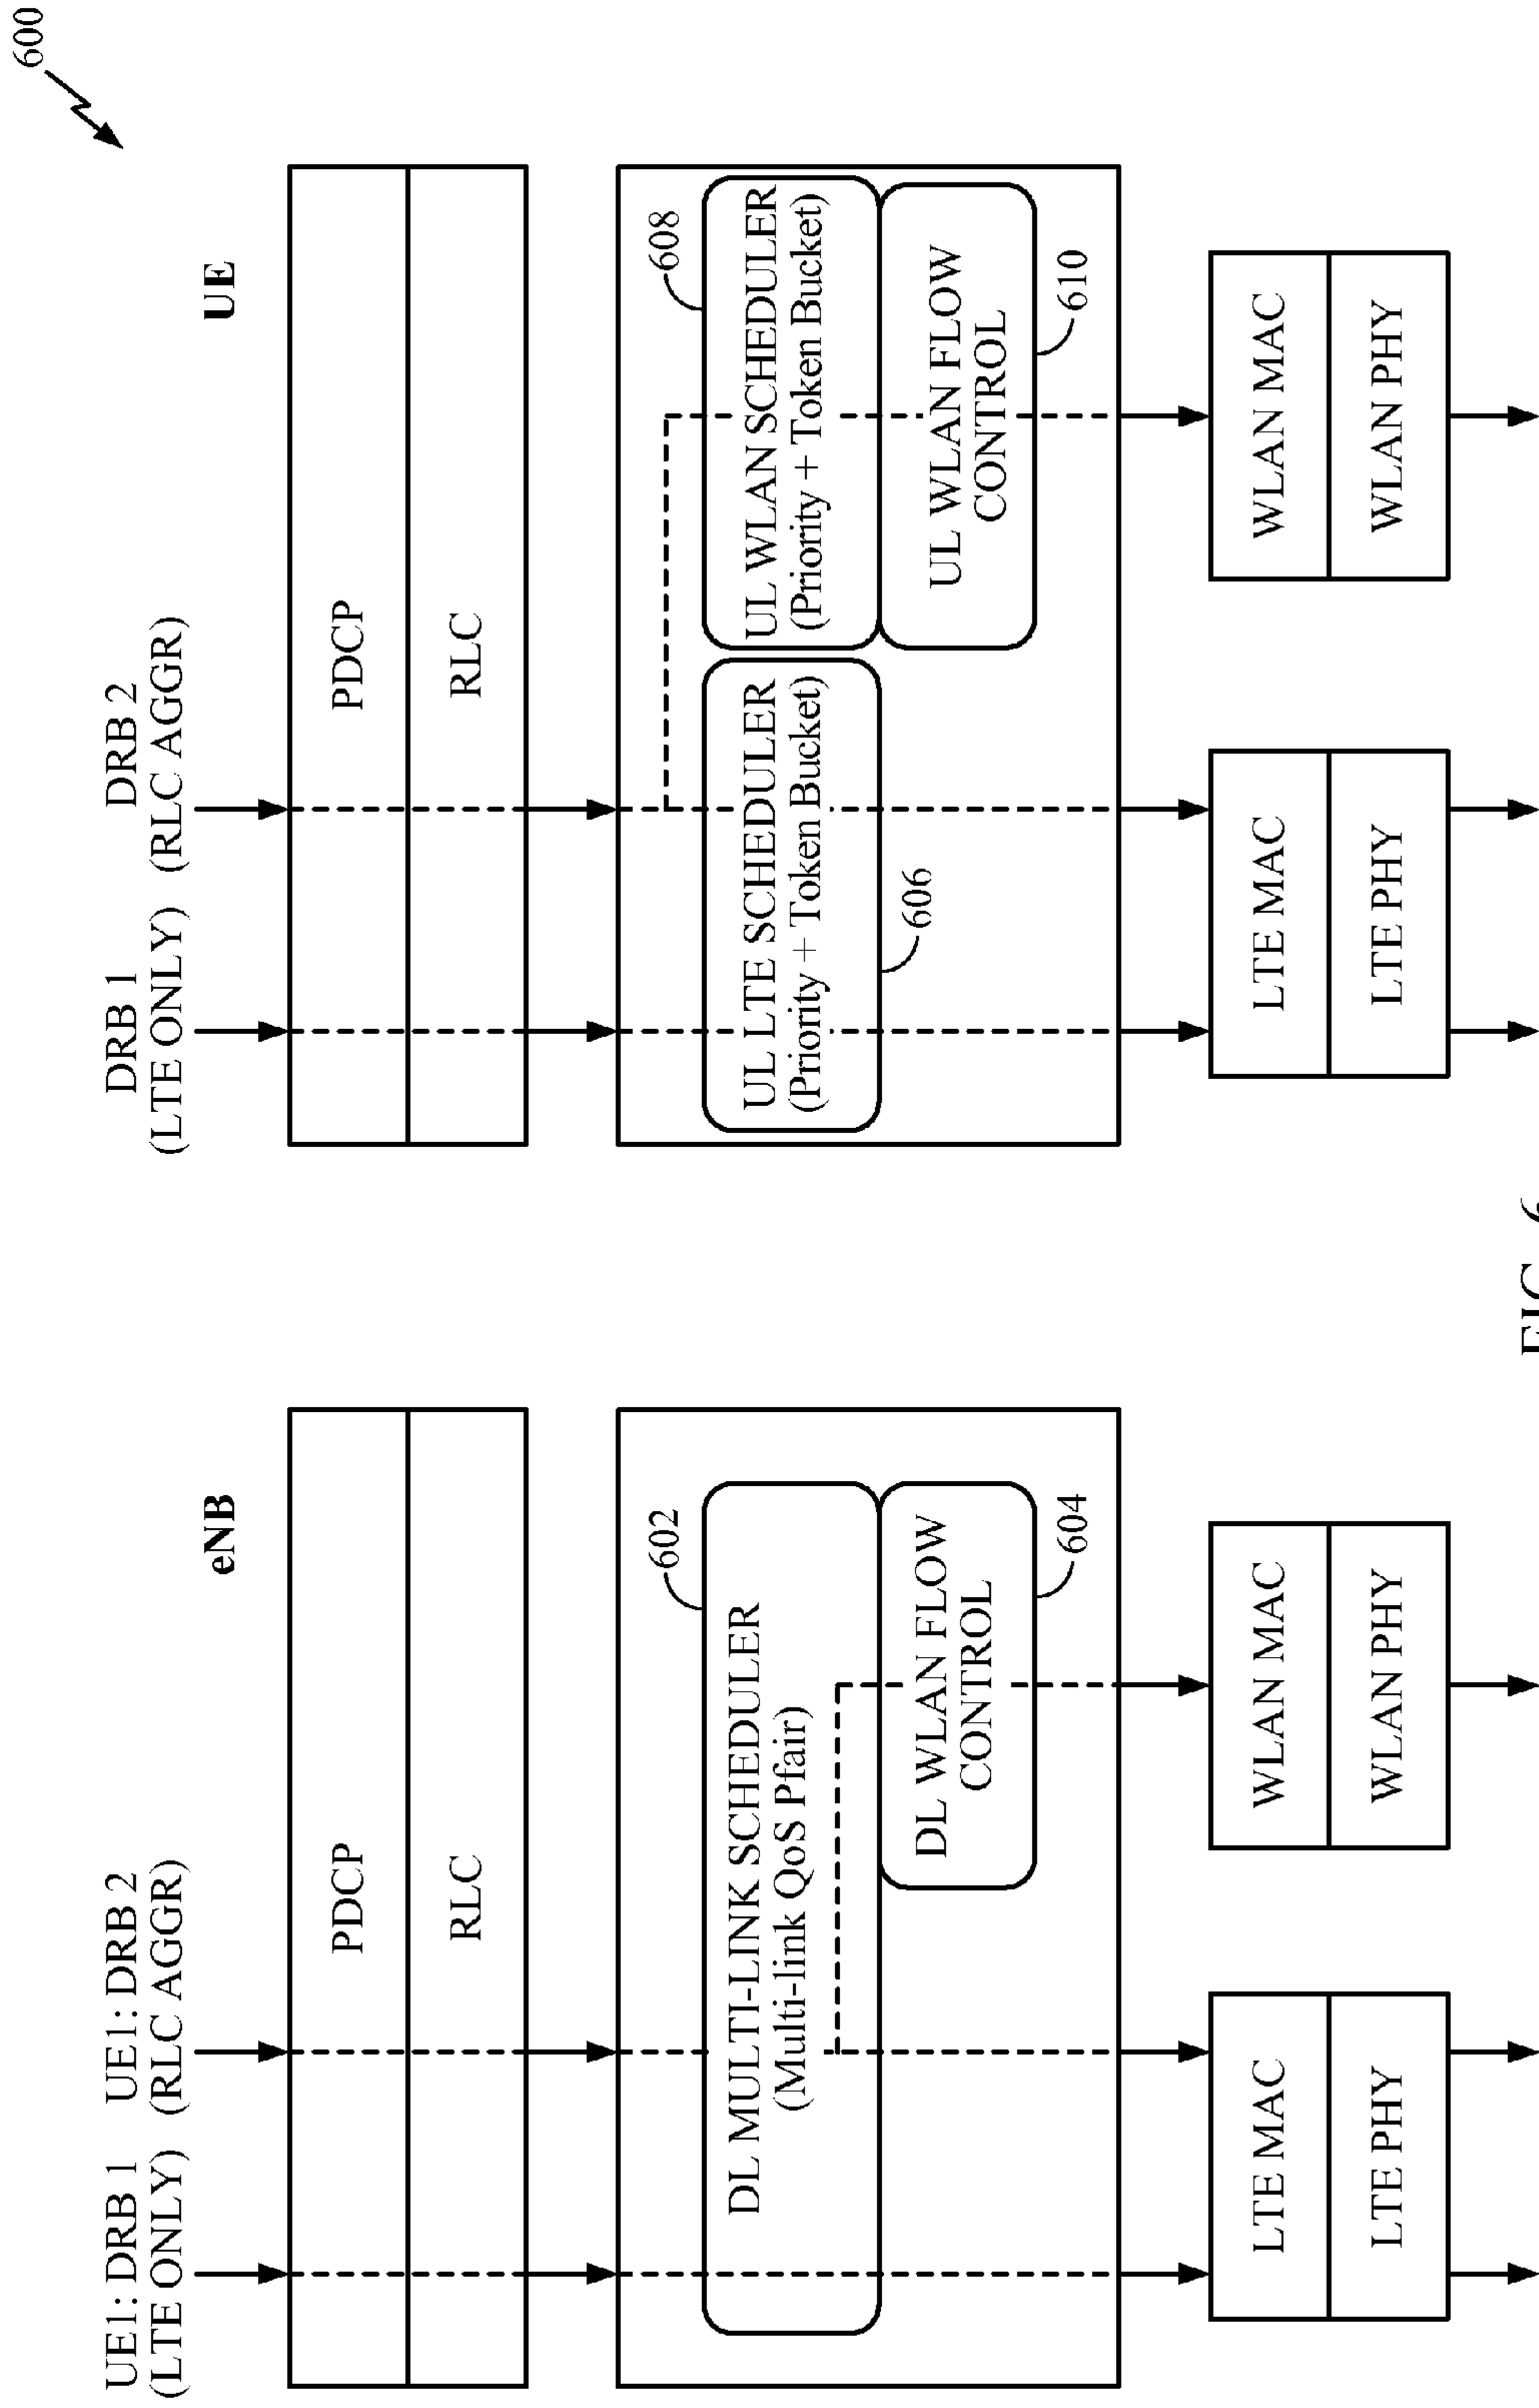 600
eNB
UE1: DRB 1
(LTE ONLY)
UE1: DRB 2
(RLC AGGR)
PDCP
RLC
602
DL MULTI-LINK SCHEDULER
(Multi-link QoS Pfair)
DL WLAN FLOW
CONTROL
604
LTE MAC
LTE PHY
WLAN MAC
WLAN PHY
UE
DRB 1
(LTE ONLY)
DRB 2
(RLC AGGR)
PDCP
RLC
UL LTE SCHEDULER
(Priority + Token Bucket)
606
608
UL WLAN SCHEDULER
(Priority + Token Bucket)
UL WLAN FLOW
CONTROL
610
LTE MAC
LTE PHY
WLAN MAC
WLAN PHY